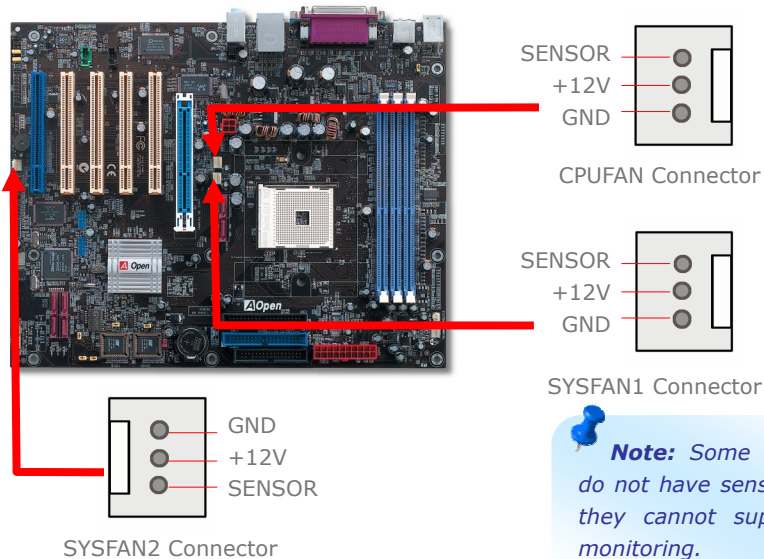 SENSOR
+12V
GND
CPUFAN Connector
SENSOR
+12V
GND
SYSFAN1 Connector
A Open
AOpen
GND
+12V
SENSOR
SYSFAN2 Connector
Note: Some
do not have sens
they cannot sup
monitoring.